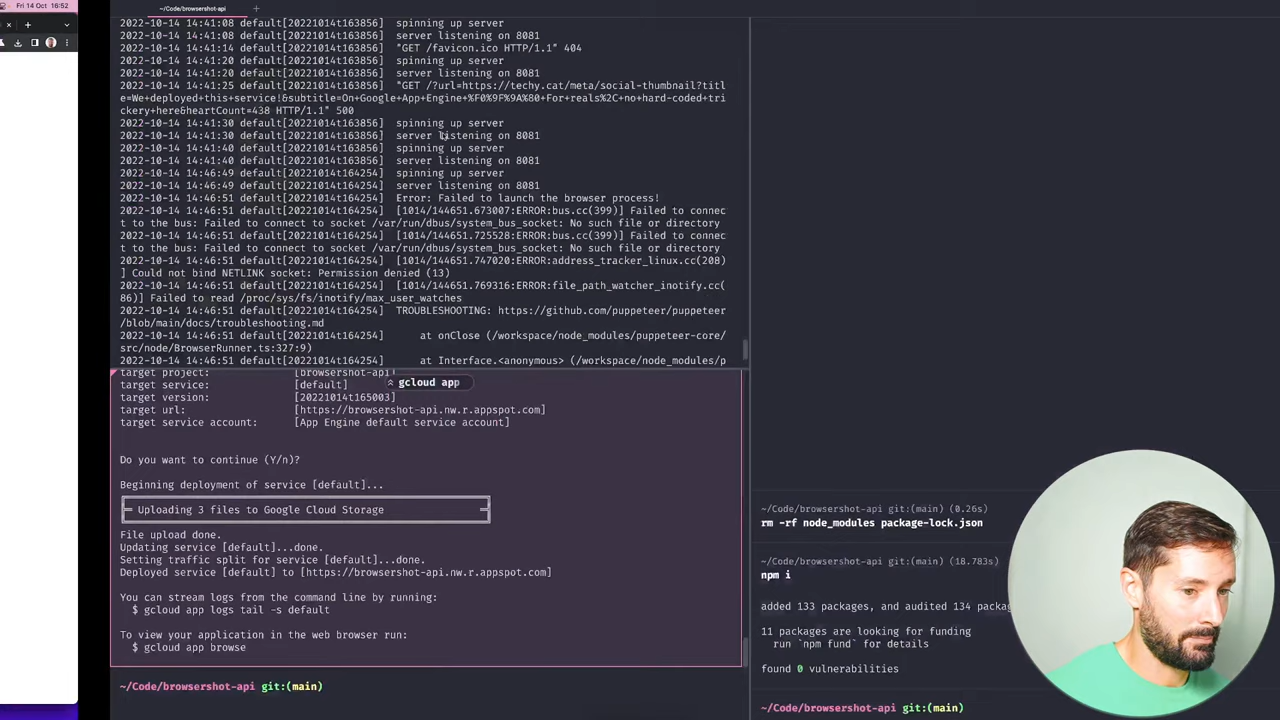 Fri 14 Oct 16:52
~/Code/browsershot-api
2022-10-14 14:41:08 default[20221014t163856]  spinning up server
2022-10-14 14:41:08 default[20221014t163856]  server listening on 8081
2022-10-14 14:41:14 default[20221014t163856]  "GET /favicon.ico HTTP/1.1" 404
2022-10-14 14:41:20 default[20221014t163856]  spinning up server
2022-10-14 14:41:20 default[20221014t163856]  server listening on 8081
2022-10-14 14:41:25 default[20221014t163856]  "GET /?url=https://techy.cat/meta/social-thumbnail?titl
e=We+deployed+this+service!&subtitle=On+Google+App+Engine+%F0%9F%9A%80+For+reals%2C+no+hard-coded+tri
ckery+here&heartCount=438 HTTP/1.1" 500
2022-10-14 14:41:30 default[20221014t163856]  spinning up server
2022-10-14 14:41:30 default[20221014t163856]  server listening on 8081
2022-10-14 14:41:40 default[20221014t163856]  spinning up server
2022-10-14 14:41:40 default[20221014t163856]  server listening on 8081
2022-10-14 14:46:49 default[20221014t164254]  spinning up server
2022-10-14 14:46:49 default[20221014t164254]  server listening on 8081
2022-10-14 14:46:51 default[20221014t164254]  Error: Failed to launch the browser process!
2022-10-14 14:46:51 default[20221014t164254]  [1014/144651.673007:ERROR:bus.cc(399)] Failed to connec
t to the bus: Failed to connect to socket /var/run/dbus/system_bus_socket: No such file or directory
2022-10-14 14:46:51 default[20221014t164254]  [1014/144651.725528:ERROR:bus.cc(399)] Failed to connec
t to the bus: Failed to connect to socket /var/run/dbus/system_bus_socket: No such file or directory
2022-10-14 14:46:51 default[20221014t164254]  [1014/144651.747020:ERROR:address_tracker_linux.cc(208)
] Could not bind NETLINK socket: Permission denied (13)
2022-10-14 14:46:51 default[20221014t164254]  [1014/144651.769316:ERROR:file_path_watcher_inotify.cc(
86)] Failed to read /proc/sys/fs/inotify/max_user_watches
2022-10-14 14:46:51 default[20221014t164254]  TROUBLESHOOTING: https://github.com/puppeteer/puppeteer
/blob/main/docs/troubleshooting.md
2022-10-14 14:46:51 default[20221014t164254]      at onClose (/workspace/node_modules/puppeteer-core/
src/node/BrowserRunner.ts:327:9)
2022-10-14 14:46:51 default[20221014t164254]      at Interface.<anonymous> (/workspace/node_modules/p
target project:         [browsershot-api]
target service:         [default]
gcloud app
target version:         [20221014t165003]
target url:             [https://browsershot-api.nw.r.appspot.com]
target service account: [App Engine default service account]
Do you want to continue (Y/n)?
Beginning deployment of service [default]...
Uploading 3 files to Google Cloud Storage
File upload done.
Updating service [default]...done.
Setting traffic split for service [default]...done.
Deployed service [default] to [https://browsershot-api.nw.r.appspot.com]
You can stream logs from the command line by running:
$ gcloud app logs tail -s default
To view your application in the web browser run:
$ gcloud app browse
~/Code/browsershot-api git:(main)
~/Code/browsershot-api git:(main) (0.26s)
rm -rf node_modules package-lock.json
~/Code/browsershot-api git:(main) (18.783s)
npm i
added 133 packages, and audited 134 packag
11 packages are looking for funding
run `npm fund` for details
found 0 vulnerabilities
~/Code/browsershot-api git:(main)